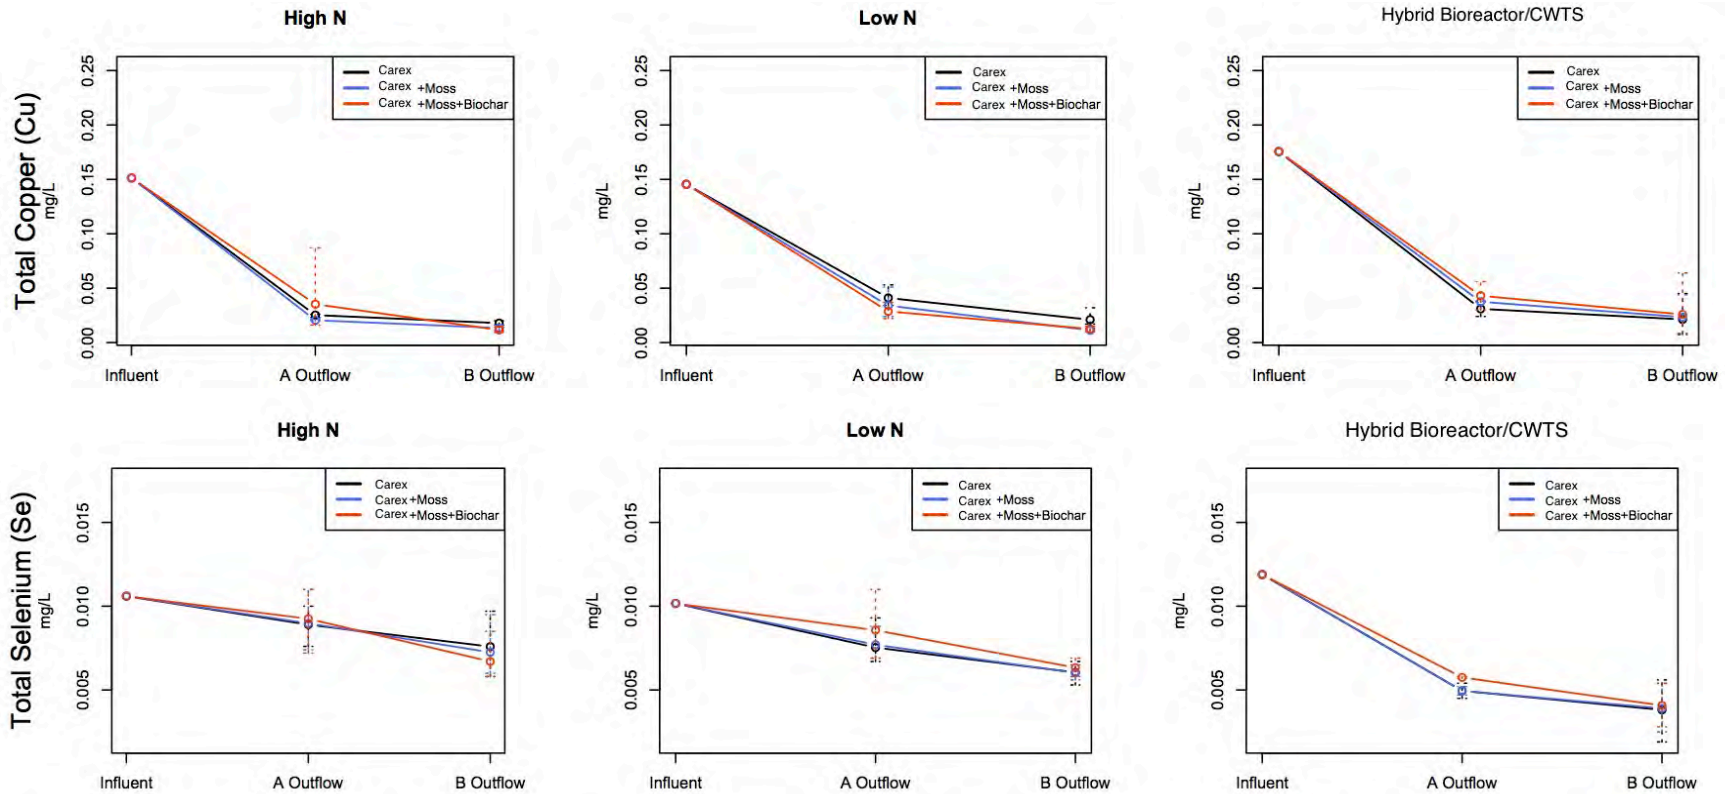 High N
Low N
Hybrid Bioreactor/CWTS
Total Copper (Cu)
mg/L
0.25
0.20
0.15
0.10
0.05
0.00
Carex
Carex +Moss
Carex +Moss+Biochar
Influent
A Outflow
B Outflow
mg/L
0.25
0.20
0.15
0.10
0.05
0.00
Carex
Carex +Moss
Carex +Moss+Biochar
Influent
A Outflow
B Outflow
mg/L
0.25
0.20
0.15
0.10
0.05
0.00
Carex
Carex +Moss
Carex +Moss+Biochar
Influent
A Outflow
B Outflow
High N
Low N
Hybrid Bioreactor/CWTS
Total Selenium (Se)
mg/L
0.015
0.010
0.005
Carex
Carex +Moss
Carex +Moss+Biochar
Influent
A Outflow
B Outflow
mg/L
0.015
0.010
0.005
Carex
Carex +Moss
Carex +Moss+Biochar
Influent
A Outflow
B Outflow
mg/L
0.015
0.010
0.005
Carex
Carex +Moss
Carex +Moss+Biochar
Influent
A Outflow
B Outflow